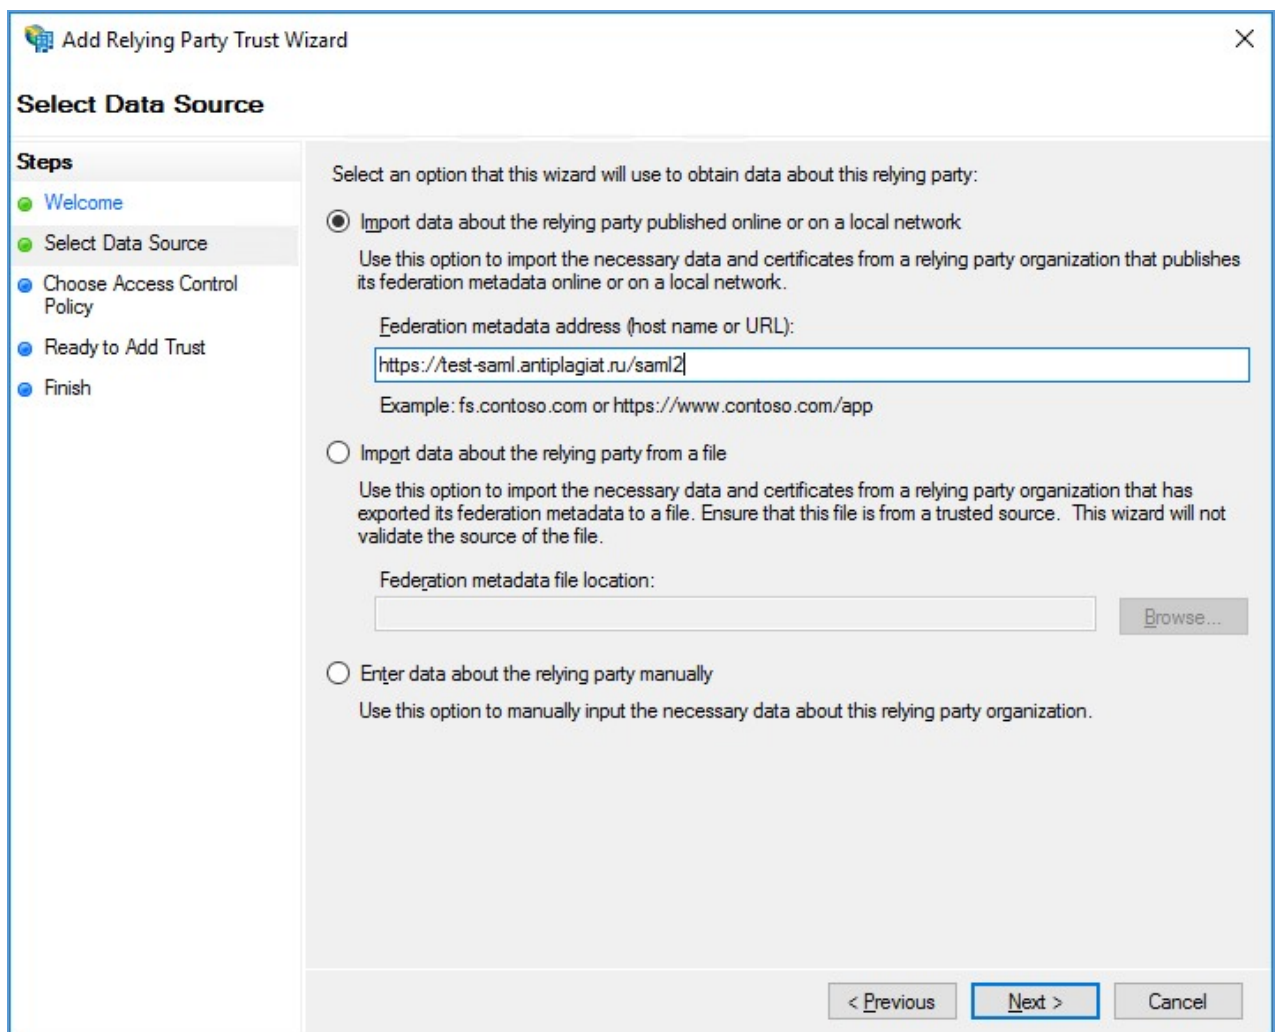 Add Relying Party Trust Wizard
Select Data Source
Steps
Welcome
Select Data Source
Choose Access Control
Policy
Ready to Add Trust
Finish
Select an option that this wizard will use to obtain data about this relying party:
Import data about the relying party published online or on a local network
Use this option to import the necessary data and certificates from a relying party organization that publishes
its federation metadata online or on a local network.
Federation metadata address (host name or URL):
https://test-saml.antiplagiat.ru/saml2
Example: fs.contoso.com or https://www.contoso.com/app
Import data about the relying party from a file
Use this option to import the necessary data and certificates from a relying party organization that has
exported its federation metadata to a file. Ensure that this file is from a trusted source.  This wizard will not
validate the source of the file.
Federation metadata file location:
Browse...
Enter data about the relying party manually
Use this option to manually input the necessary data about this relying party organization.
< Previous
Next >
Cancel